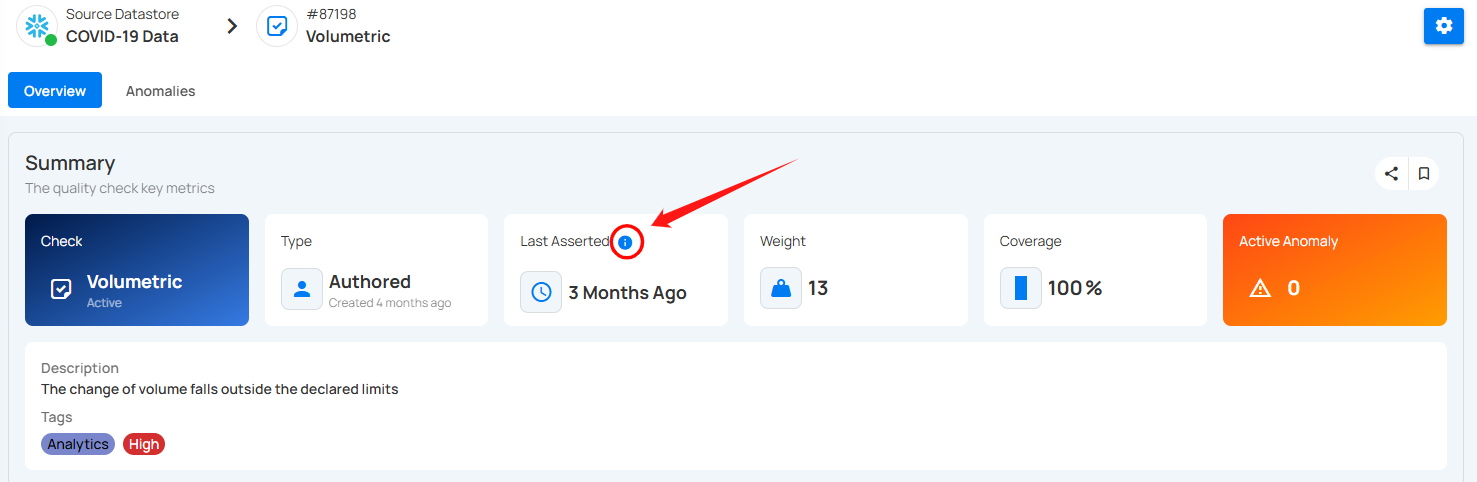 Source Datastore
COVID-19 Data
#87198
Volumetric
Overview
Anomalies
Summary
The quality check key metrics
Check
Volumetric
Active
Type
Authored
Created 4 months ago
Last Asserted
3 Months Ago
Weight
13
Coverage
100%
Active Anomaly
0
Description
The change of volume falls outside the declared limits
Tags
Analytics
High